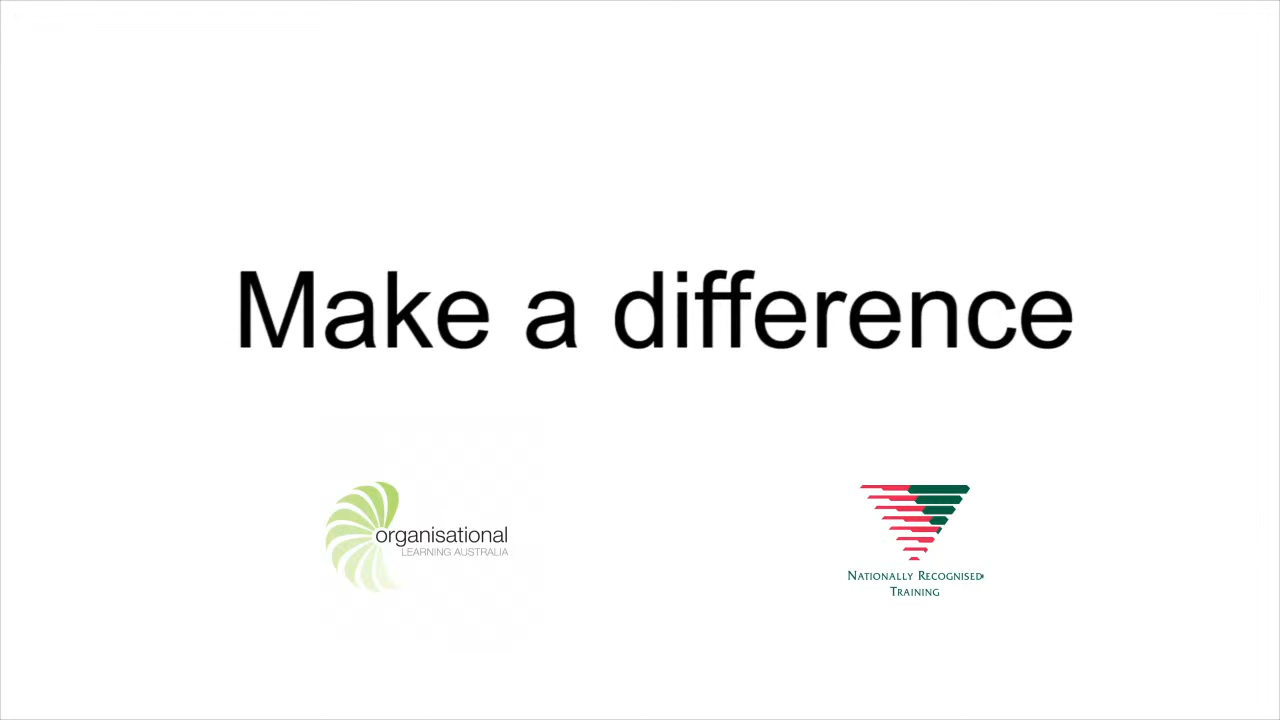 Make a difference
organisational
LEARNING AUSTRALIA
NATIONALLY RECOGNISED
TRAINING